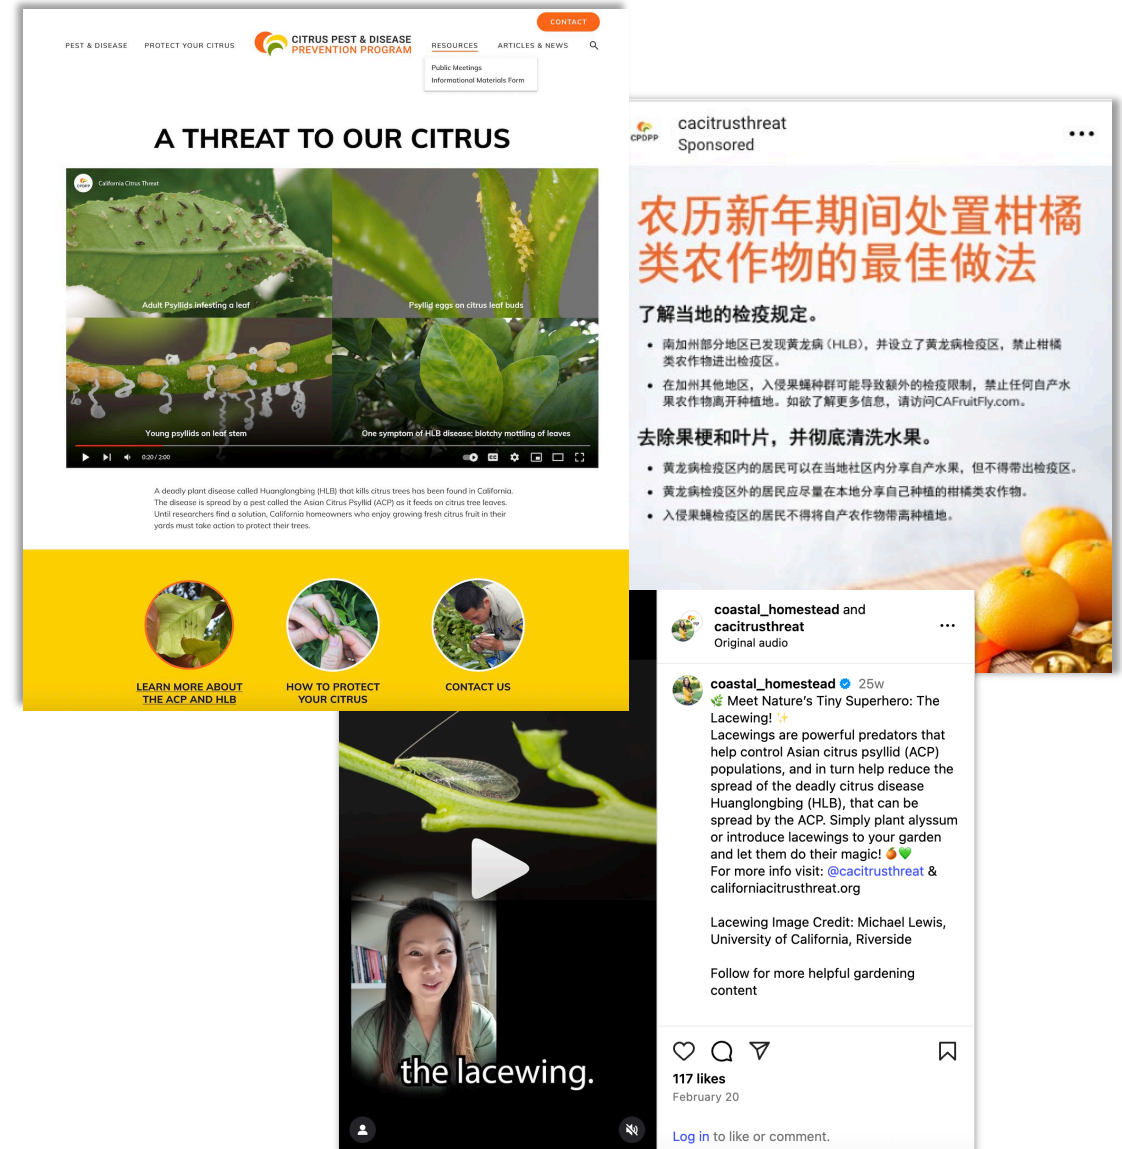 CONTACT
PEST & DISEASE
PROTECT YOUR CITRUS
CITRUS PEST & DISEASE
PREVENTION PROGRAM
RESOURCES
ARTICLES & NEWS
Public Meetings
Informational Materials Form
A THREAT TO OUR CITRUS
CPDPP
California Citrus Threat
Adult Psyllids infesting a leaf
Psyllid eggs on citrus leaf buds
Young psyllids on leaf stem
One symptom of HLB disease: blotchy mottling of leaves
0:20 / 2:00
CC
A deadly plant disease called Huanglongbing (HLB) that kills citrus trees has been found in California.
The disease is spread by a pest called the Asian Citrus Psyllid (ACP) as it feeds on citrus tree leaves.
Until researchers find a solution, California homeowners who enjoy growing fresh citrus fruit in their
yards must take action to protect their trees.
LEARN MORE ABOUT
THE ACP AND HLB
HOW TO PROTECT
YOUR CITRUS
CONTACT US
CPDPP
cacitrusthreat
Sponsored
农历新年期间处置柑橘
类农作物的最佳做法
了解当地的检疫规定。
• 南加州部分地区已发现黄龙病（HLB），并设立了黄龙病检疫区，禁止柑橘
类农作物进出检疫区。
• 在加州其他地区，入侵果蝇种群可能导致额外的检疫限制，禁止任何自产水
果农作物离开种植地。如欲了解更多信息，请访问CAFruitFly.com。
去除果梗和叶片，并彻底清洗水果。
• 黄龙病检疫区内的居民可以在当地社区内分享自产水果，但不得带出检疫区。
• 黄龙病检疫区外的居民应尽量在本地分享自己种植的柑橘类农作物。
• 入侵果蝇检疫区的居民不得将自产农作物带离种植地。
the lacewing.
coastal_homestead and
cacitrusthreat
Original audio
coastal_homestead 25w
🌿 Meet Nature's Tiny Superhero: The
Lacewing! ✨
Lacewings are powerful predators that
help control Asian citrus psyllid (ACP)
populations, and in turn help reduce the
spread of the deadly citrus disease
Huanglongbing (HLB), that can be
spread by the ACP. Simply plant alyssum
or introduce lacewings to your garden
and let them do their magic! 🍊💚
For more info visit: @cacitrusthreat &
californiacitrusthreat.org
Lacewing Image Credit: Michael Lewis,
University of California, Riverside
Follow for more helpful gardening
content
117 likes
February 20
Log in to like or comment.